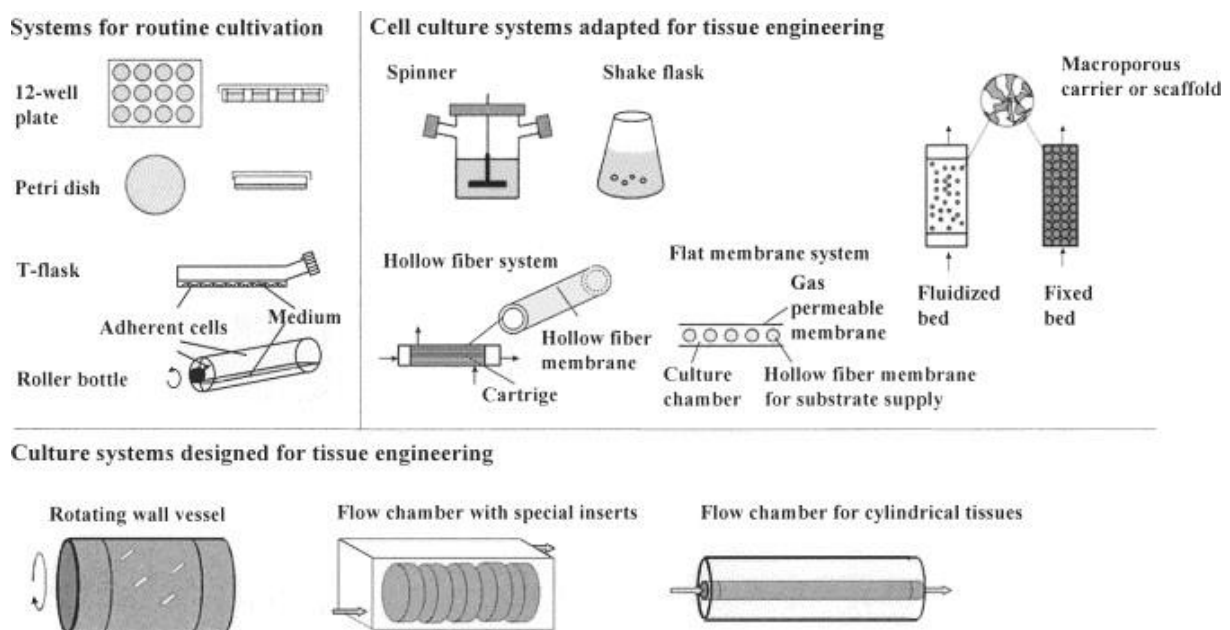 Systems for routine cultivation
12-well
plate
Petri dish
T-flask
Adherent cells
Medium
Roller bottle
Cell culture systems adapted for tissue engineering
Spinner
Shake flask
Macroporous
carrier or scaffold
Hollow fiber system
Hollow fiber
membrane
Cartrige
Flat membrane system
Gas
permeable
membrane
Culture
chamber
Hollow fiber membrane
for substrate supply
Fluidized
bed
Fixed
bed
Culture systems designed for tissue engineering
Rotating wall vessel
Flow chamber with special inserts
Flow chamber for cylindrical tissues